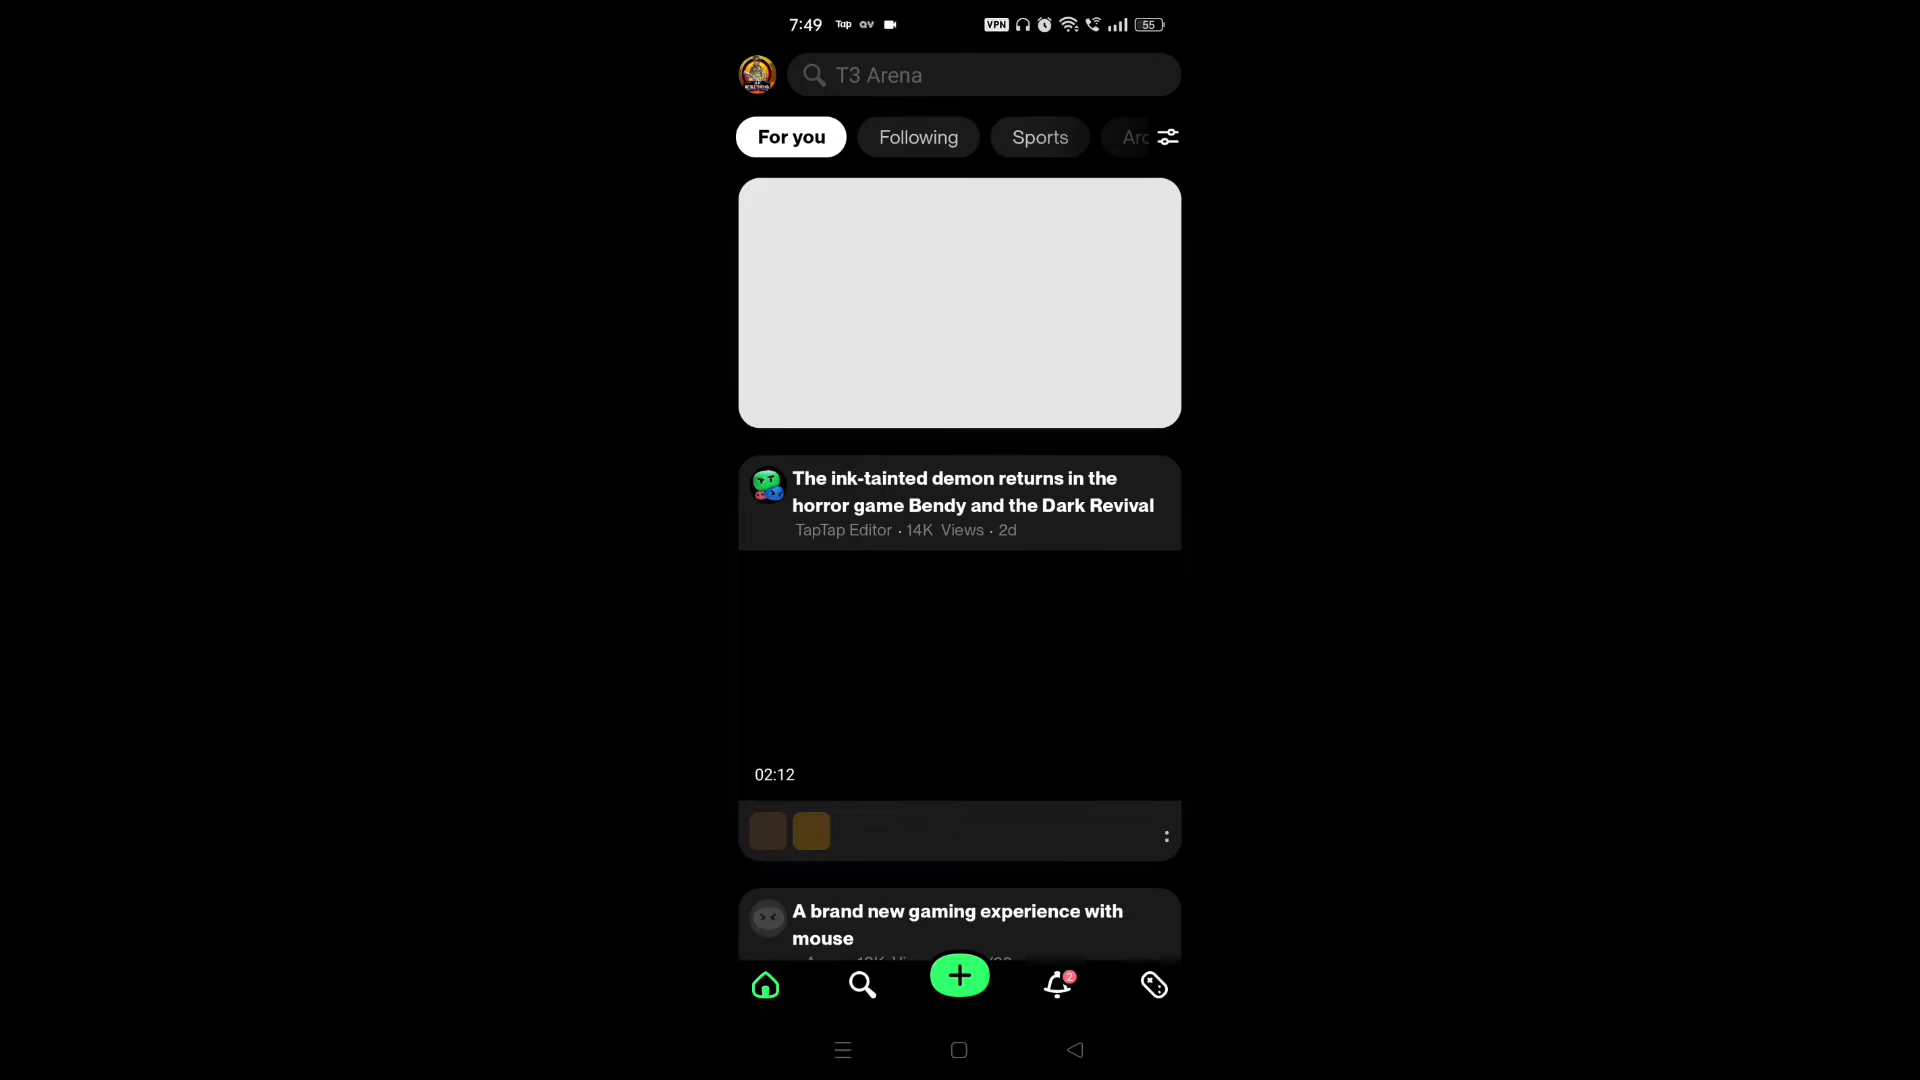 7:49 Tap VPN 55
T3 Arena
For you Following Sports Arc
The ink-tainted demon returns in the
horror game Bendy and the Dark Revival
TapTap Editor · 14K Views · 2d
02:12
A brand new gaming experience with
mouse
2